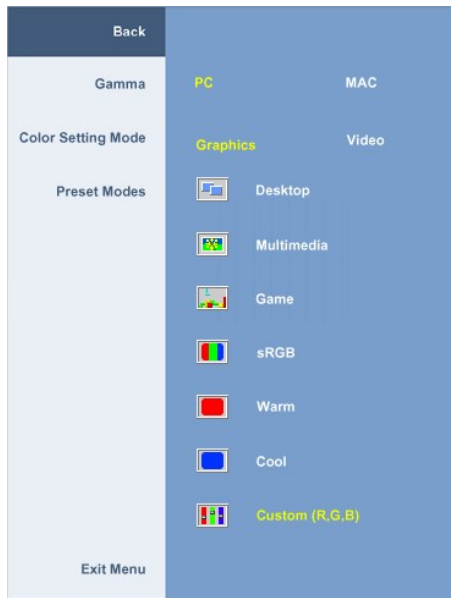 Back
Gamma PC MAC
Color Setting Mode Graphics Video
Preset Modes Desktop
Multimedia
Game
sRGB
Warm
Cool
Custom (R,G,B)
Exit Menu